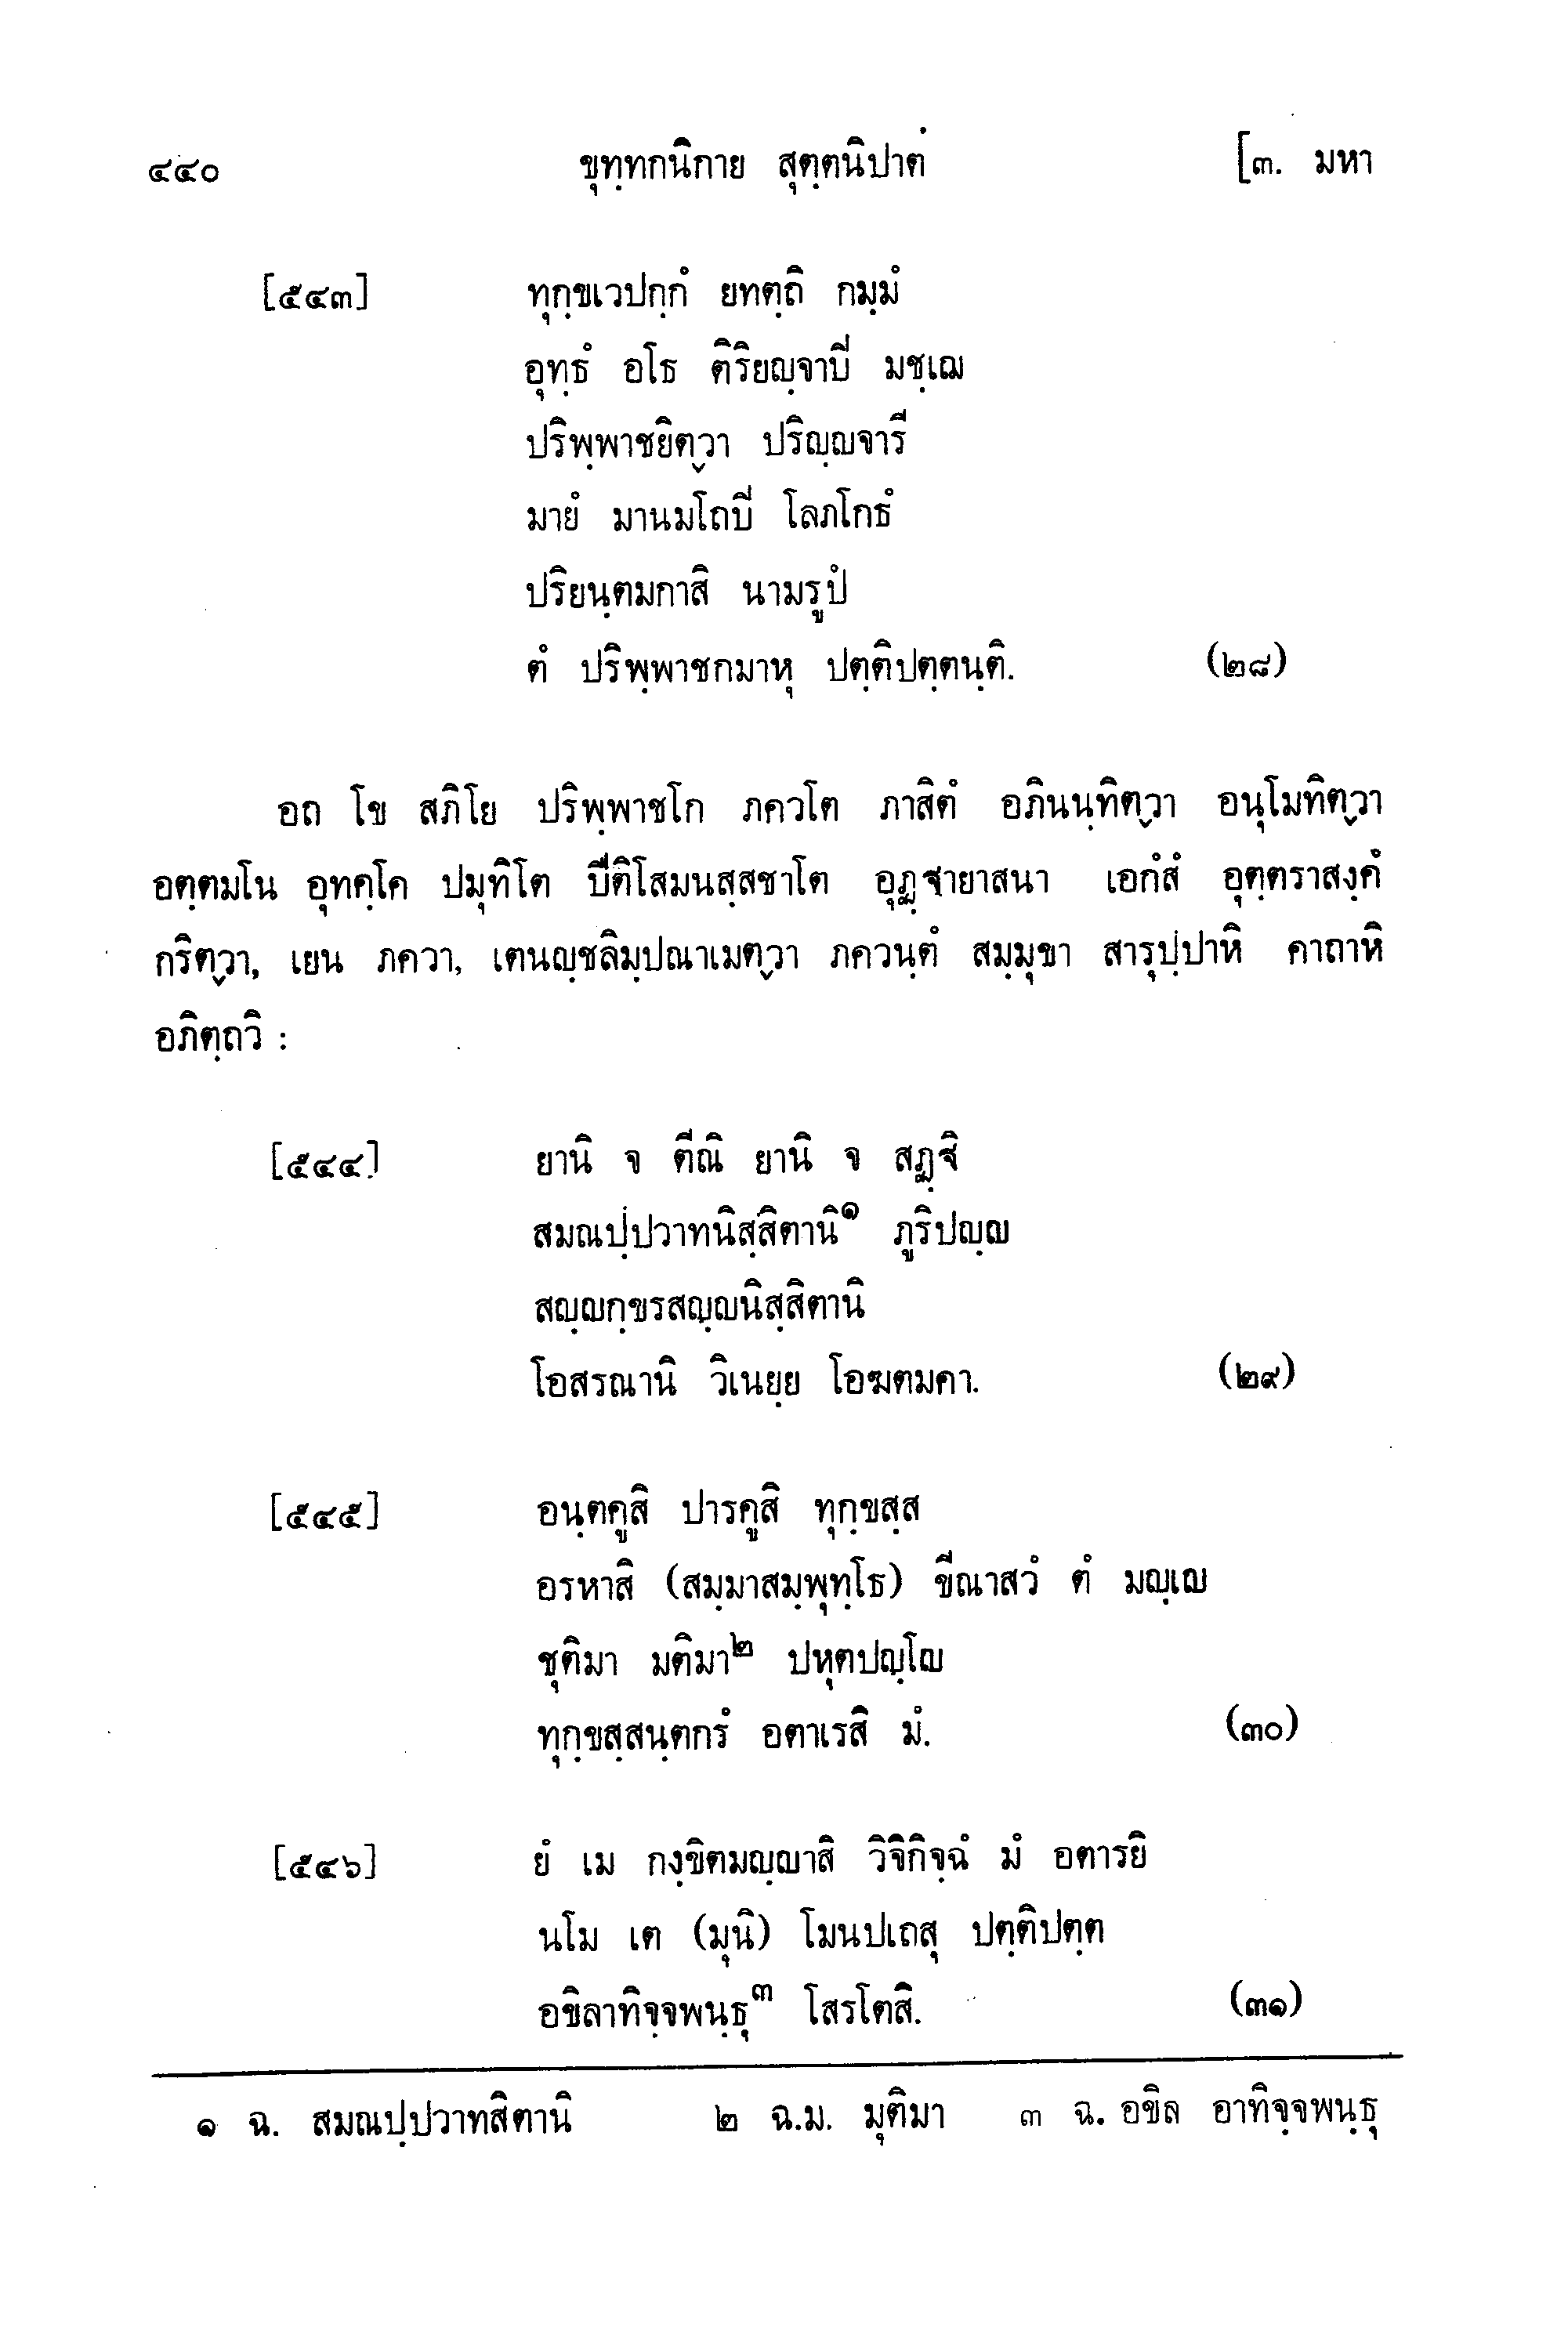 ๔๔๐ ขุทฺทกนิกาย สุตฺตนิปาตํ [๓. มหา
[๕๔๓] ทุกฺขเวปกฺกํ ยทตฺถิ กมฺมํ
อุทฺธํ อโธ ติริยญฺจาปี มชฺเฌ
ปริพฺพาชยิตฺวา ปริญฺญจารี
มายํ มานมโถปี โลภโกธํ
ปริยนฺตมกาสิ นามรูปํ
ตํ ปริพฺพาชกมาหุ ปตฺติปตฺตนฺติ. (๒๘)
อถ โข สภิโย ปริพฺพาชโก ภควโต ภาสิตํ อภินนฺทิตฺวา อนุโมทิตฺวา
อตฺตมโน อุทคฺโค ปมุทิโต ปีติโสมนสฺสชาโต อุฏฺฐายาสนา เอกํสํ อุตฺตราสงฺคํ
กริตฺวา, เยน ภควา, เตนญฺชลิมฺปณาเมตฺวา ภควนฺตํ สมฺมุขา สารุปฺปาหิ คาถาหิ
อภิตฺถวิ :
[๕๔๔] ยานิ จ ตีณิ ยานิ จ สฏฺฐิ
สมณปฺปวาทนิสฺสิตานิ๑ ภูริปญฺญ
สญฺญกฺขรสญฺญนิสฺสิตานิ
โอสรณานิ วิเนยฺย โอฆตมคา. (๒๙)
[๕๔๕] อนฺตคูสิ ปารคูสิ ทุกฺขสฺส
อรหาสิ (สมฺมาสมฺพุทฺโธ) ขีณาสวํ ตํ มญฺเญ
ชุติมา มติมา๒ ปหุตปญฺโญ
ทุกฺขสฺสนฺตกรํ อตาเรสิ มํ. (๓๐)
[๕๔๖] ยํ เม กงฺขิตมญฺญาสิ วิจิกิจฺฉํ มํ อตารยิ
นโม เต (มุนิ) โมนปเถสุ ปตฺติปตฺต
อขิลาทิจฺจพนฺธุ๓ โสรโตสิ. (๓๑)
๑ ฉ. สมณปฺปวาทสิตานิ ๒ ฉ.ม. มุติมา ๓ ฉ. อขิล อาทิจฺจพนฺธุ